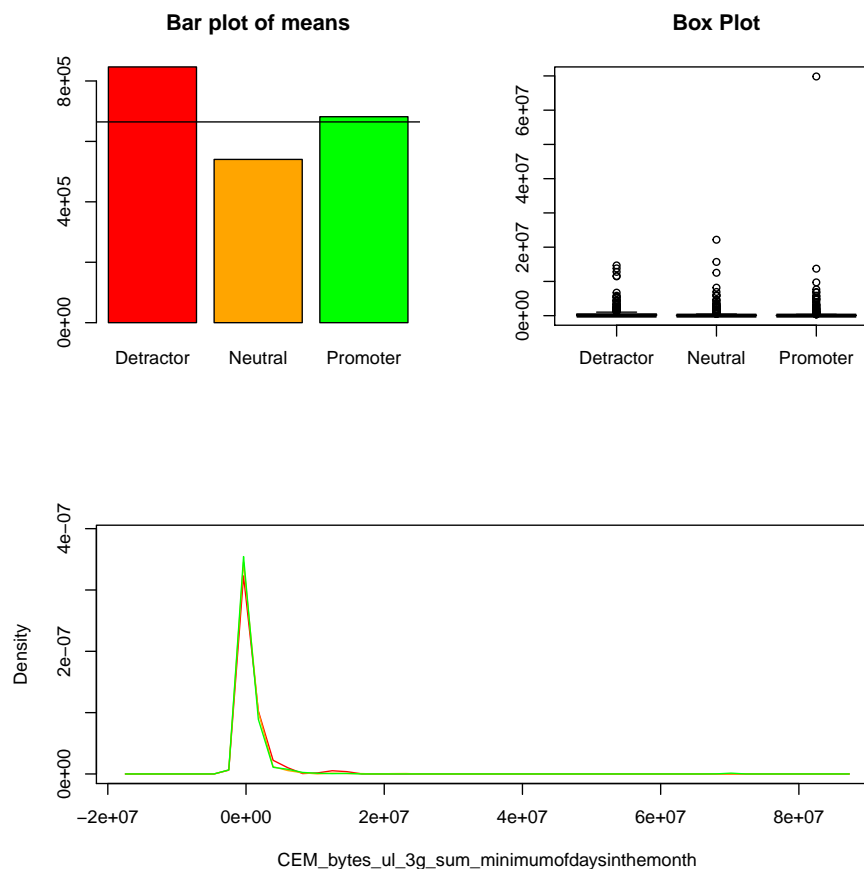 Bar plot of means
8e+05
4e+05
0e+00
Detractor Neutral Promoter
Box Plot
6e+07
4e+07
2e+07
0e+00
Detractor Neutral Promoter
Density
4e−07
2e−07
0e+00
−2e+07 0e+00 2e+07 4e+07 6e+07 8e+07
CEM_bytes_ul_3g_sum_minimumofdaysinthemonth